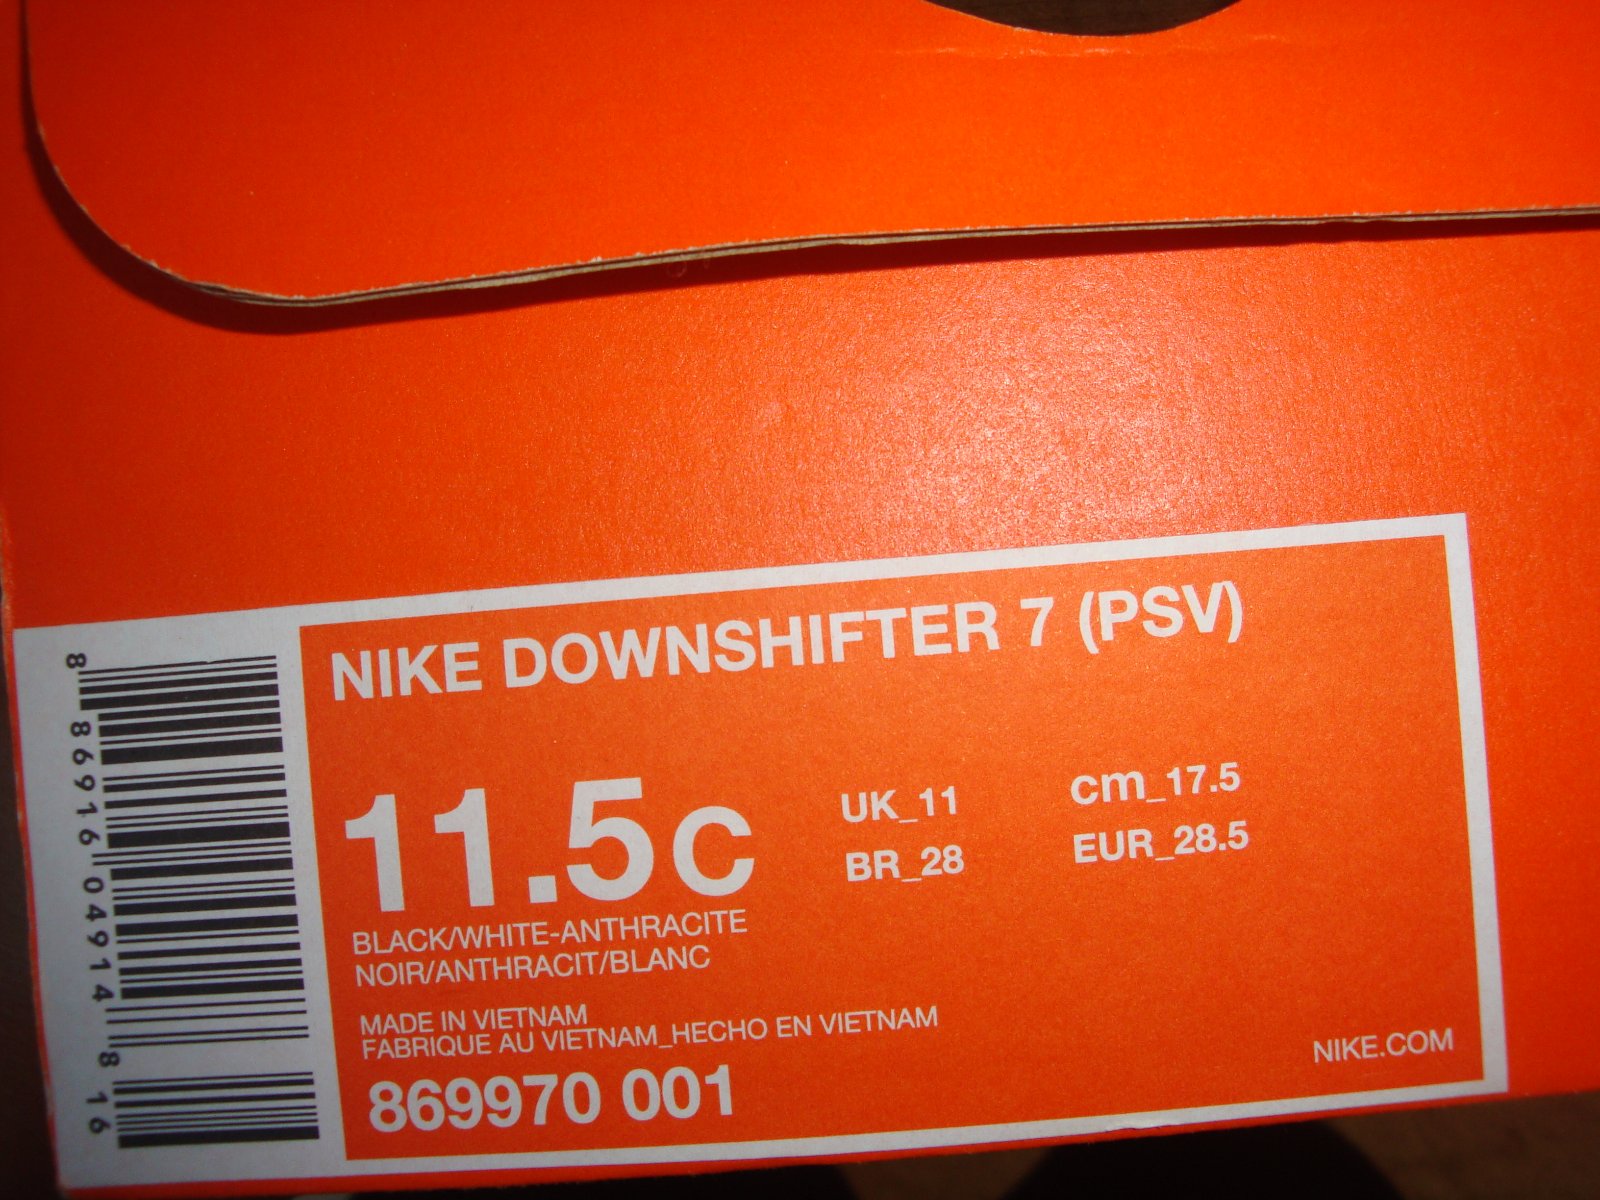 NIKE DOWNSHIFTER 7 (PSV)
11.5C
UK_11
cm_17.5
BR_28
EUR_28.5
BLACK/WHITE-ANTHRACITE
NOIR/ANTHRACIT/BLANC
MADE IN VIETNAM
FABRIQUE AU VIETNAM_HECHO EN VIETNAM
869970 001
NIKE.COM
8 86916 04914 8 16